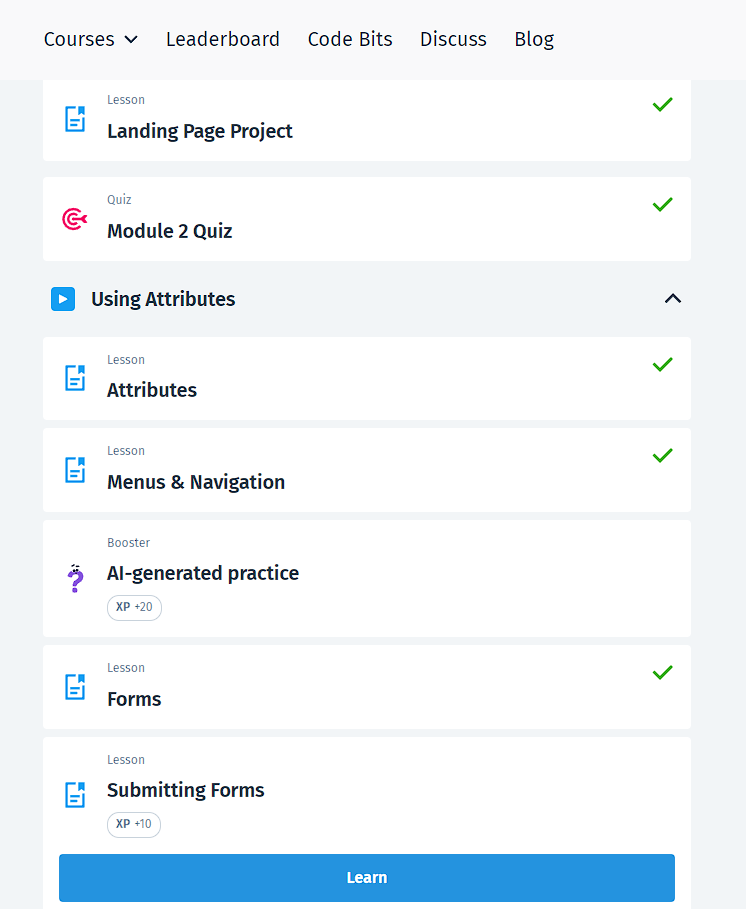 Courses Leaderboard Code Bits Discuss Blog
Lesson
Landing Page Project
Quiz
Module 2 Quiz
Using Attributes
Lesson
Attributes
Lesson
Menus & Navigation
Booster
AI-generated practice
XP +20
Lesson
Forms
Lesson
Submitting Forms
XP +10
Learn